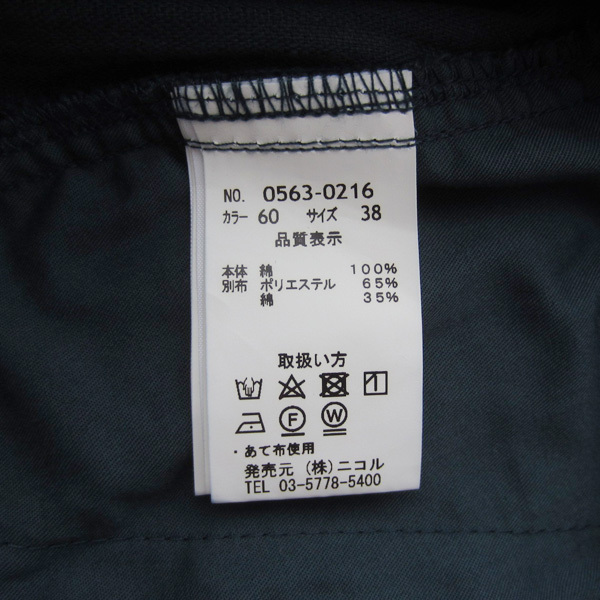 NO. 0563-0216
カラー 60 サイズ 38
品質表示
本体 綿 100%
別布 ポリエステル 65%
綿 35%
取扱い方
F W
・あて布使用
発売元 (株)ニコル
TEL 03-5778-5400